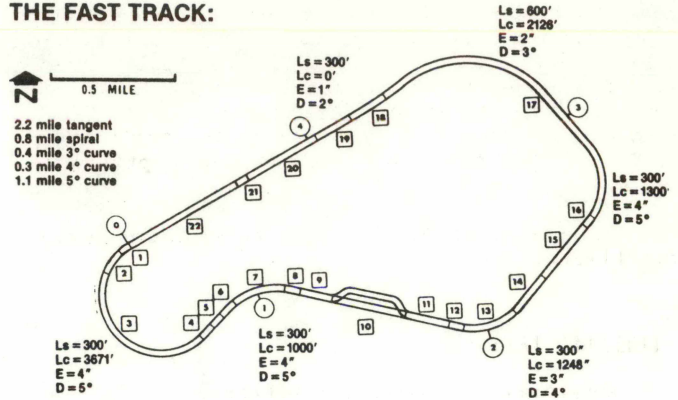 THE FAST TRACK:
N
0.5 MILE
2.2 mile tangent
0.8 mile spiral
0.4 mile 3° curve
0.3 mile 4° curve
1.1 mile 5° curve
Ls = 600'
Lc = 2126'
E = 2"
D = 3°
Ls = 300'
Lc = 0'
E = 1"
D = 2°
4
17
3
18
19
20
21
22
Ls = 300'
Lc = 1300'
E = 4"
D = 5°
16
15
14
0
1
2
3
4
5
6
7
8
9
1
10
11
12
13
2
Ls = 300'
Lc = 3671'
E = 4"
D = 5°
Ls = 300'
Lc = 1000'
E = 4"
D = 5°
Ls = 300"
Lc = 1248"
E = 3"
D = 4°